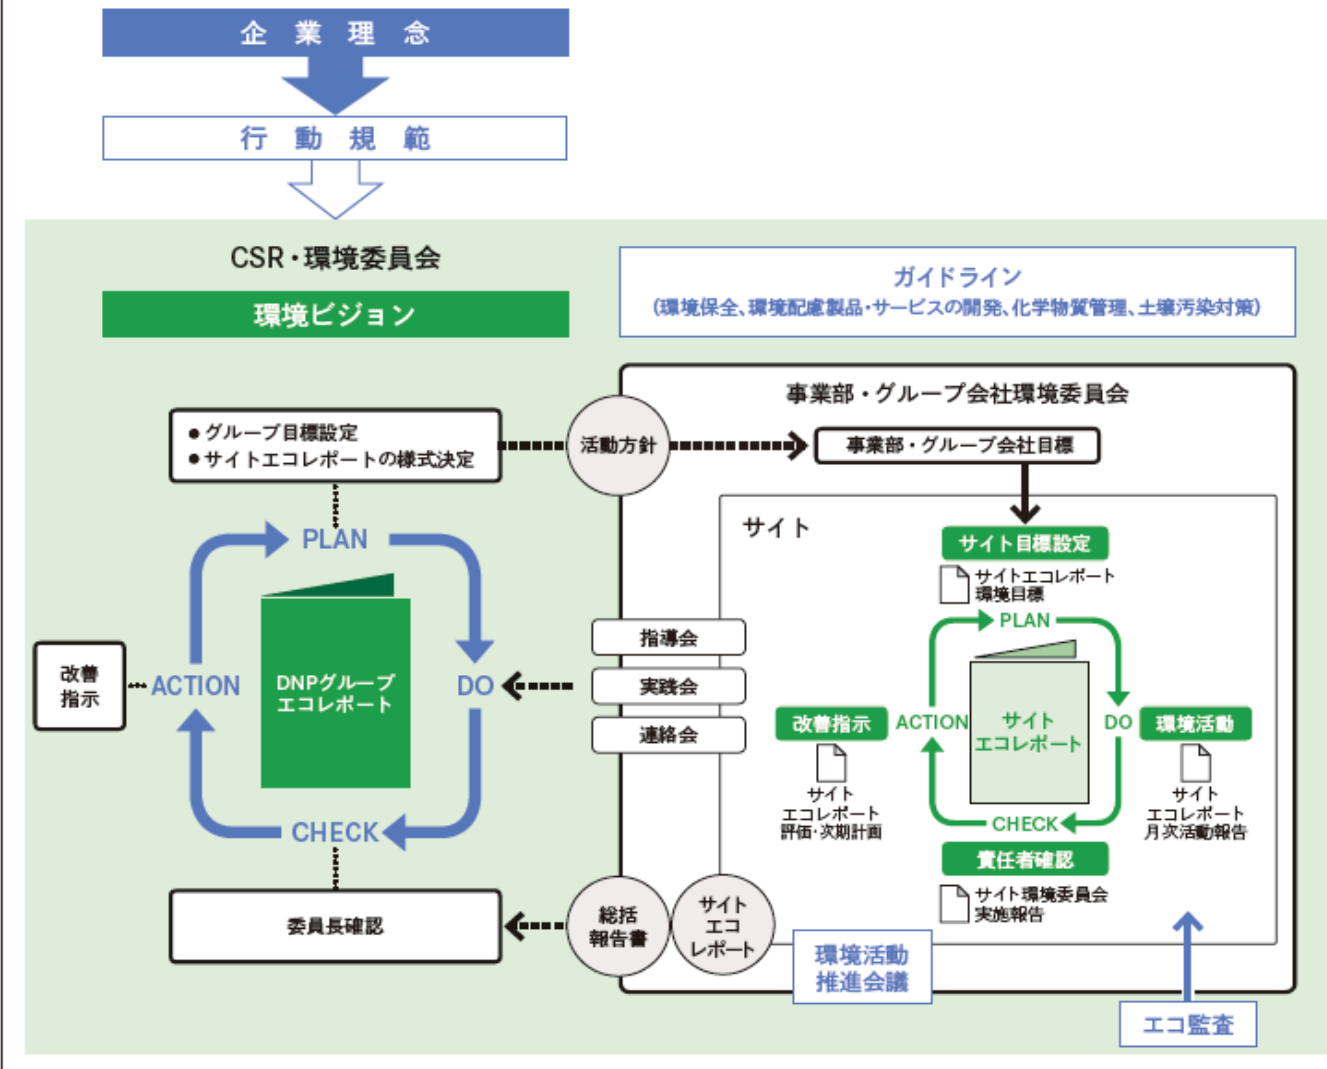 企業理念
行動規範
CSR・環境委員会
環境ビジョン
ガイドライン
(環境保全、環境配慮製品・サービスの開発、化学物質管理、土壌汚染対策)
事業部・グループ会社環境委員会
●グループ目標設定
●サイトエコレポートの様式決定
活動方針
事業部・グループ会社目標
サイト
サイト目標設定
サイトエコレポート
環境目標
PLAN
DO
CHECK
ACTION
DNPグループ
エコレポート
改善
指示
指導会
実践会
連絡会
PLAN
DO
CHECK
ACTION
サイト
エコレポート
改善指示
サイト
エコレポート
評価・次期計画
環境活動
サイト
エコレポート
月次活動報告
責任者確認
サイト環境委員会
実施報告
委員長確認
総括
報告書
サイト
エコ
レポート
環境活動
推進会議
エコ監査